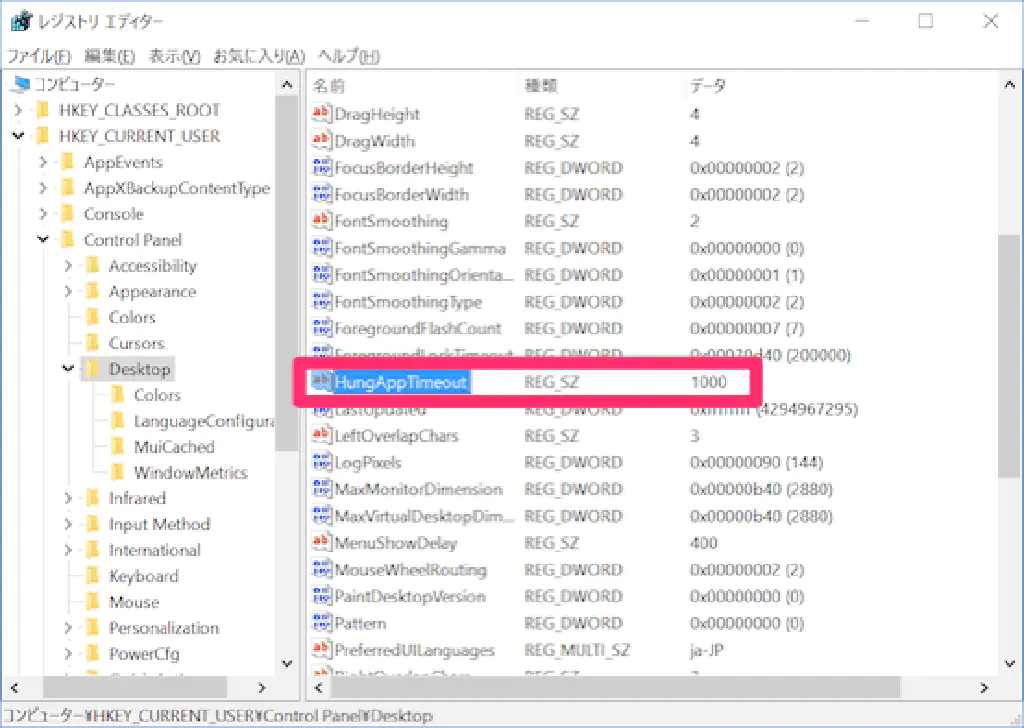 レジストリ エディター
ファイル(F) 編集(E) 表示(V) お気に入り(A) ヘルプ(H)
コンピューター
HKEY_CLASSES_ROOT
HKEY_CURRENT_USER
AppEvents
AppXBackupContentType
Console
Control Panel
Accessibility
Appearance
Colors
Cursors
Desktop
Colors
LanguageConfigura
MuiCached
WindowMetrics
Infrared
Input Method
International
Keyboard
Mouse
Personalization
PowerCfg
名前 種類 データ
DragHeight REG_SZ 4
DragWidth REG_SZ 4
FocusBorderHeight REG_DWORD 0x00000002 (2)
FocusBorderWidth REG_DWORD 0x00000002 (2)
FontSmoothing REG_SZ 2
FontSmoothingGamma REG_DWORD 0x00000000 (0)
FontSmoothingOrienta... REG_DWORD 0x00000001 (1)
FontSmoothingType REG_DWORD 0x00000002 (2)
ForegroundFlashCount REG_DWORD 0x00000007 (7)
ForegroundLockTimeout REG_DWORD 0x00030d40 (200000)
HungAppTimeout REG_SZ 1000
LastUpdated REG_DWORD 0xffffffff (4294967295)
LeftOverlapChars REG_SZ 3
LogPixels REG_DWORD 0x00000090 (144)
MaxMonitorDimension REG_DWORD 0x00000b40 (2880)
MaxVirtualDesktopDim... REG_DWORD 0x00000b40 (2880)
MenuShowDelay REG_SZ 400
MouseWheelRouting REG_DWORD 0x00000002 (2)
PaintDesktopVersion REG_DWORD 0x00000000 (0)
Pattern REG_DWORD 0x00000000 (0)
PreferredUILanguages REG_MULTI_SZ ja-JP
RightOverlapChars REG_SZ 3
コンピューター¥HKEY_CURRENT_USER¥Control Panel¥Desktop